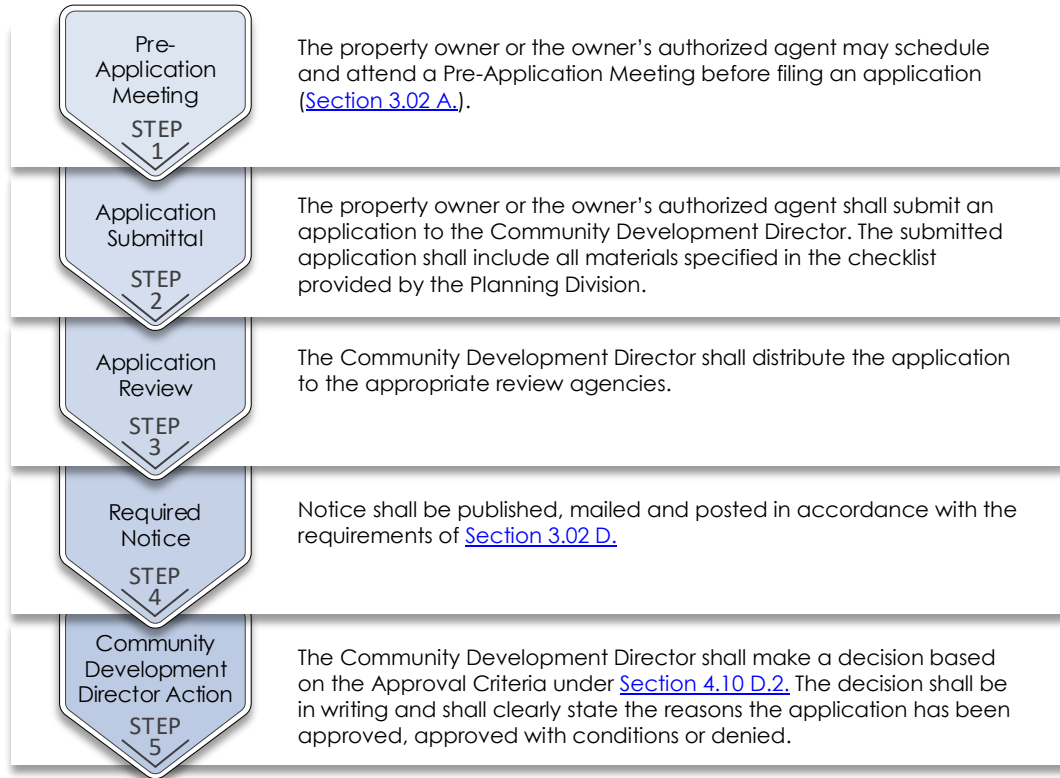 Pre-
Application
Meeting
STEP
1
The property owner or the owner’s authorized agent may schedule
and attend a Pre-Application Meeting before filing an application
(Section 3.02 A.).
Application
Submittal
STEP
2
The property owner or the owner’s authorized agent shall submit an
application to the Community Development Director. The submitted
application shall include all materials specified in the checklist
provided by the Planning Division.
Application
Review
STEP
3
The Community Development Director shall distribute the application
to the appropriate review agencies.
Required
Notice
STEP
4
Notice shall be published, mailed and posted in accordance with the
requirements of Section 3.02 D.
Community
Development
Director Action
STEP
5
The Community Development Director shall make a decision based
on the Approval Criteria under Section 4.10 D.2. The decision shall be
in writing and shall clearly state the reasons the application has been
approved, approved with conditions or denied.